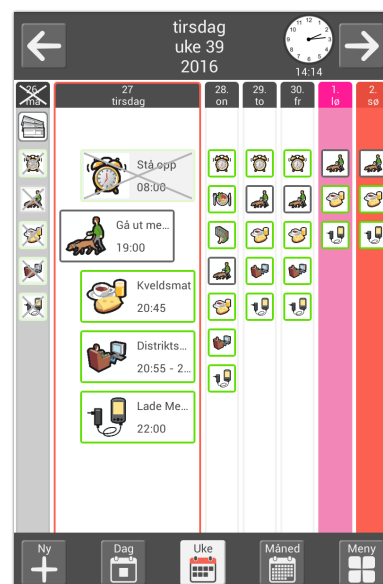 tirsdag
uke 39
2016
14:14
26.
ma
27
tirsdag
28.
on
29.
to
30.
fr
1.
lø
2.
sø
Stå opp
08:00
Gå ut me...
19:00
Kveldsmat
20:45
Distrikts...
20:55 - 2...
Lade Me...
22:00
Ny
Dag
Uke
Måned
Meny